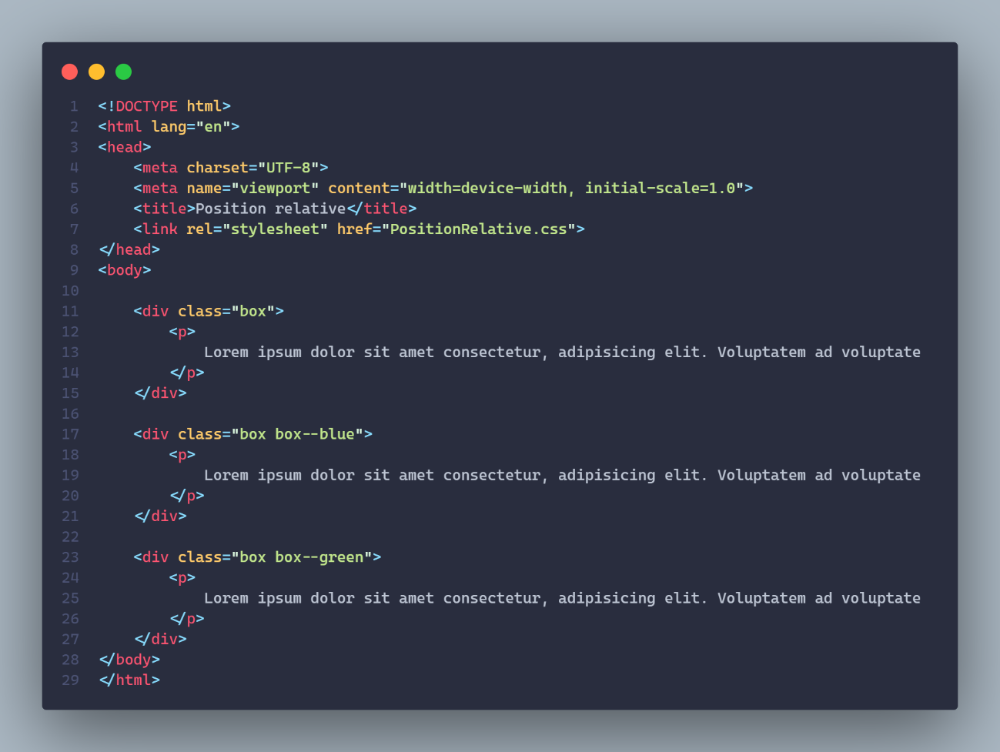 1 <!DOCTYPE html>
2 <html lang="en">
3 <head>
4     <meta charset="UTF-8">
5     <meta name="viewport" content="width=device-width, initial-scale=1.0">
6     <title>Position relative</title>
7     <link rel="stylesheet" href="PositionRelative.css">
8 </head>
9 <body>
10
11     <div class="box">
12         <p>
13             Lorem ipsum dolor sit amet consectetur, adipisicing elit. Voluptatem ad voluptate
14         </p>
15     </div>
16
17     <div class="box box--blue">
18         <p>
19             Lorem ipsum dolor sit amet consectetur, adipisicing elit. Voluptatem ad voluptate
20         </p>
21     </div>
22
23     <div class="box box--green">
24         <p>
25             Lorem ipsum dolor sit amet consectetur, adipisicing elit. Voluptatem ad voluptate
26         </p>
27     </div>
28 </body>
29 </html>